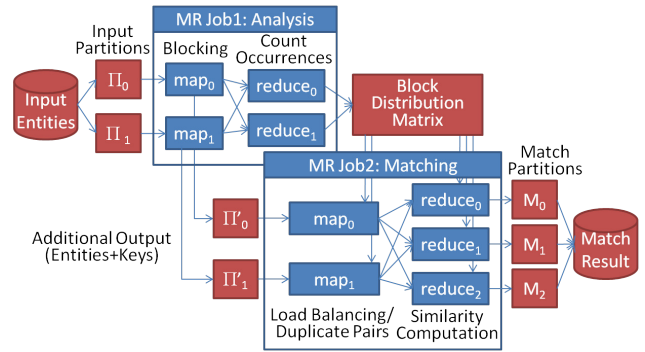 MR Job1: Analysis
Input
Partitions
Blocking
Count
Occurrences
Input
Entities
Π₀
Π₁
map₀
map₁
reduce₀
reduce₁
Block
Distribution
Matrix
MR Job2: Matching
Match
Partitions
Π′₀
Π′₁
map₀
map₁
reduce₀
reduce₁
reduce₂
M₀
M₁
M₂
Match
Result
Additional Output
(Entities+Keys)
Load Balancing/
Duplicate Pairs
Similarity
Computation